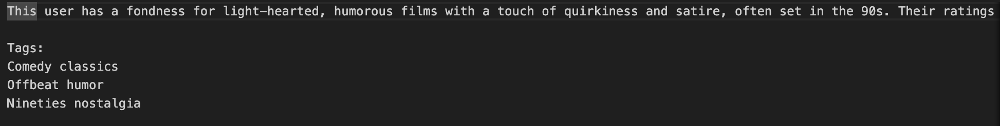 This user has a fondness for light-hearted, humorous films with a touch of quirkiness and satire, often set in the 90s. Their ratings
Tags:
Comedy classics
Offbeat humor
Nineties nostalgia